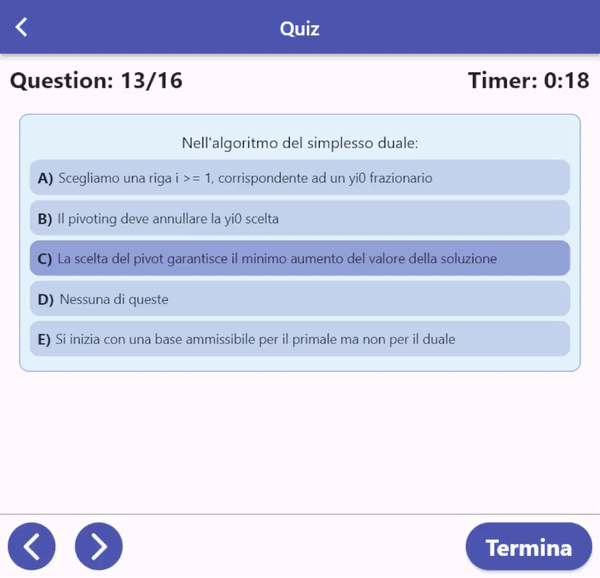 Quiz
Question: 13/16
Timer: 0:18
Nell'algoritmo del simplesso duale:
A) Scegliamo una riga i >= 1, corrispondente ad un yi0 frazionario
B) Il pivoting deve annullare la yi0 scelta
C) La scelta del pivot garantisce il minimo aumento del valore della soluzione
D) Nessuna di queste
E) Si inizia con una base ammissibile per il primale ma non per il duale
Termina